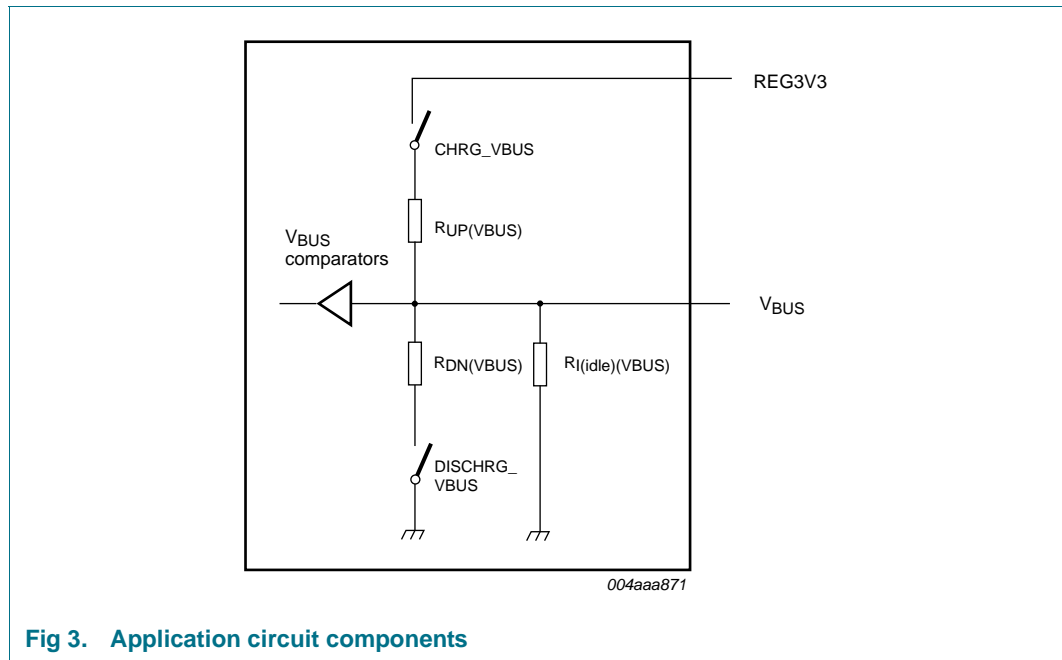 REG3V3
CHRG_VBUS
RUP(VBUS)
VBUS
comparators
VBUS
RDN(VBUS)
RI(idle)(VBUS)
DISCHRG_
VBUS
004aaa871
Fig 3. Application circuit components